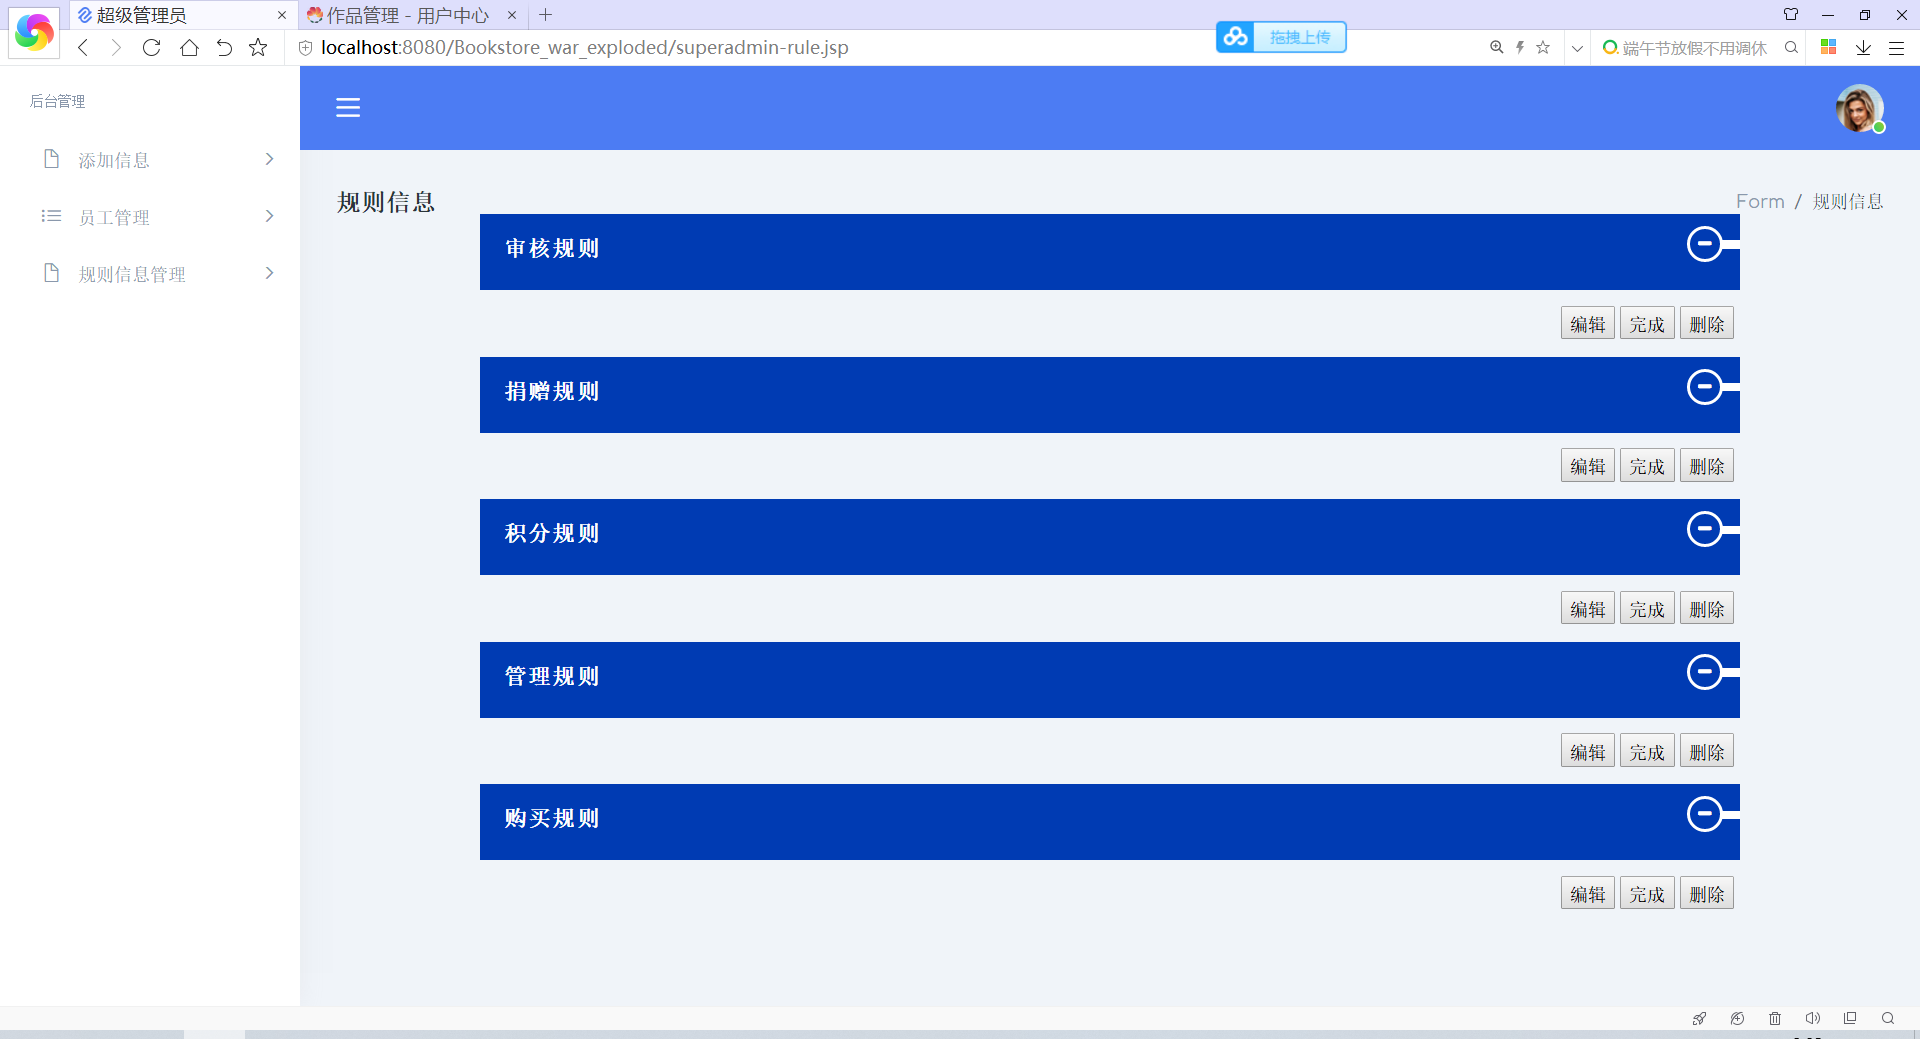 超级管理员
作品管理 - 用户中心
localhost:8080/Bookstore_war_exploded/superadmin-rule.jsp
拖拽上传
端午节放假不用调休
后台管理
添加信息
员工管理
规则信息管理
规则信息
Form / 规则信息
审核规则
编辑 完成 删除
捐赠规则
编辑 完成 删除
积分规则
编辑 完成 删除
管理规则
编辑 完成 删除
购买规则
编辑 完成 删除